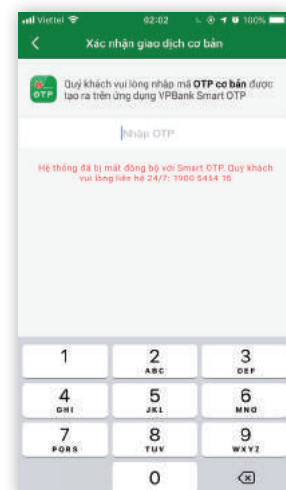 Viettel 02:02 100%
Xác nhận giao dịch cơ bản
OTP
Quý khách vui lòng nhập mã OTP cơ bản được
tạo ra trên ứng dụng VPBank Smart OTP
Nhập OTP
Hệ thống đã bị mất đồng bộ với Smart OTP. Quý khách
vui lòng liên hệ 24/7: 1900 5454 15
1 2 3
ABC DEF
4 5 6
GHI JKL MNO
7 8 9
PQRS TUV WXYZ
0